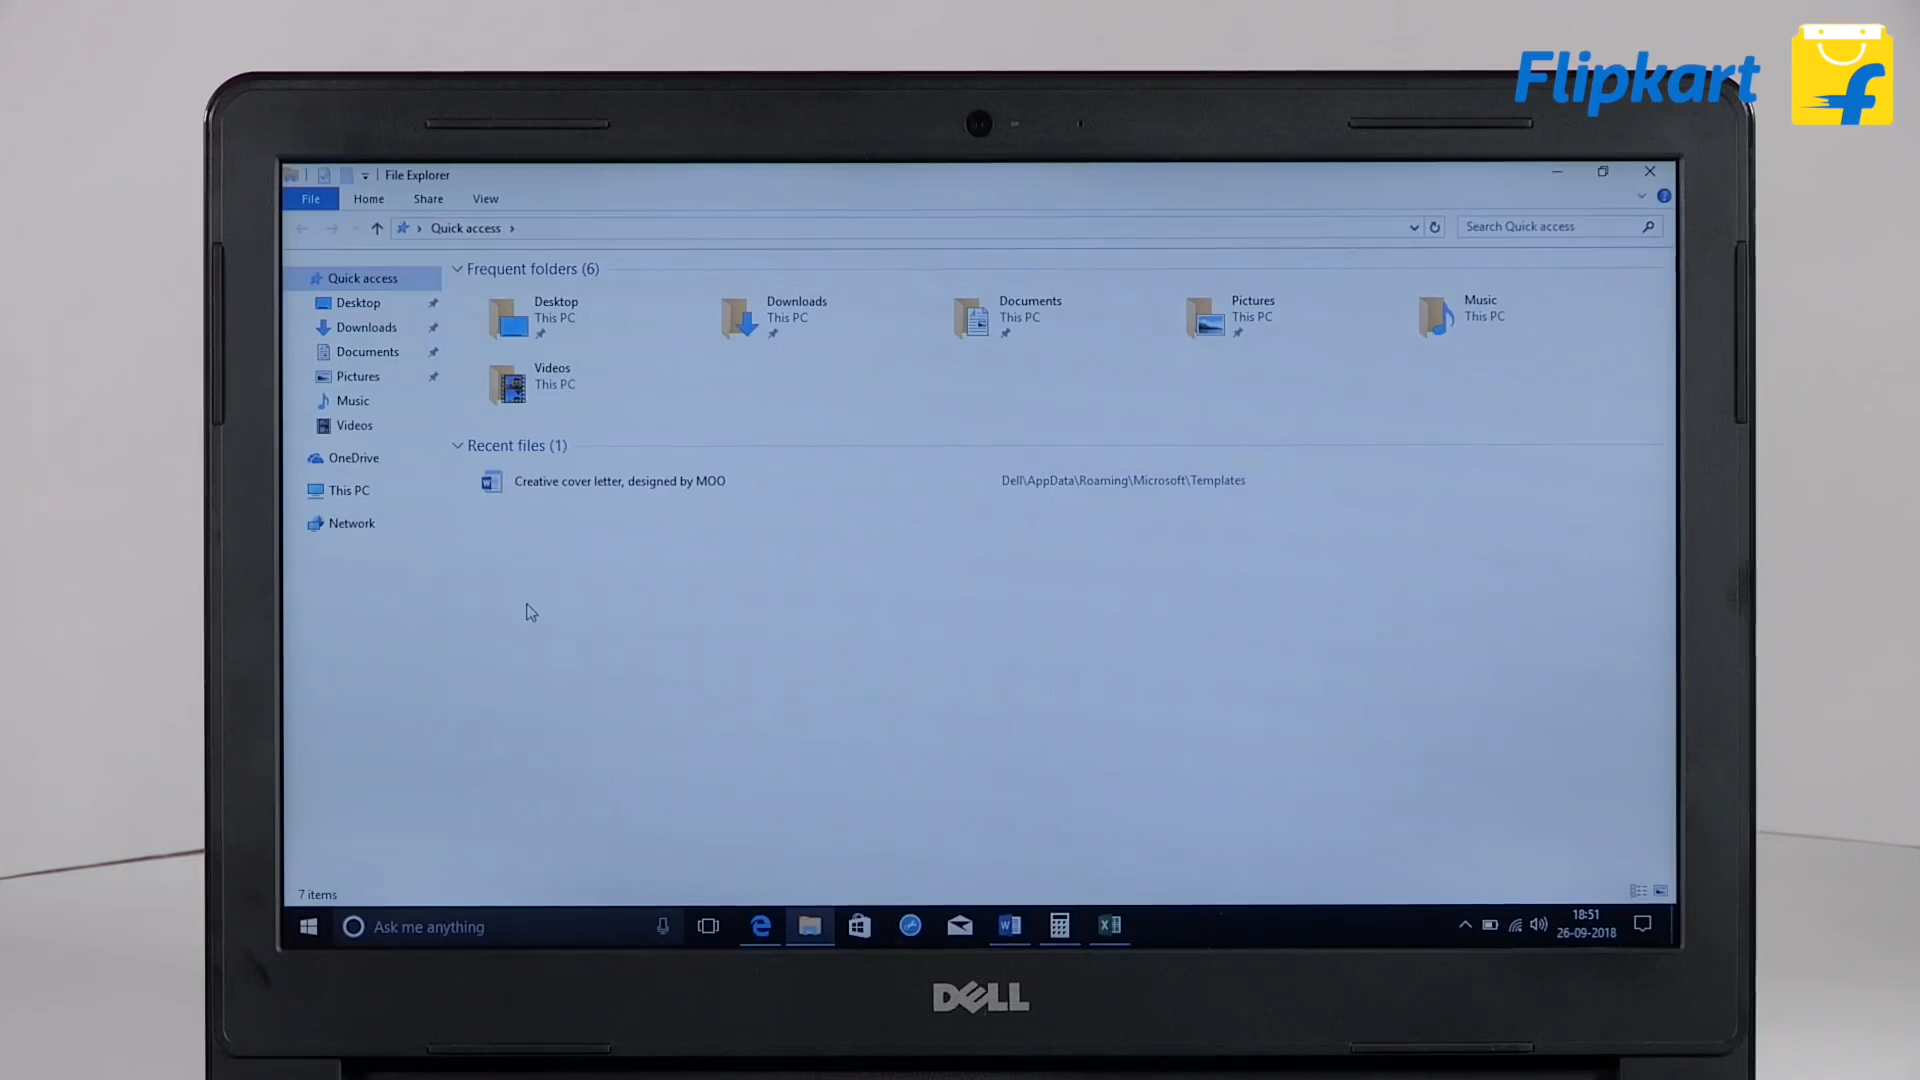 Flipkart
File Explorer
File Home Share View
Quick access
Search Quick access
Quick access
Desktop
Downloads
Documents
Pictures
Music
Videos
OneDrive
This PC
Network
Frequent folders (6)
Desktop
This PC
Downloads
This PC
Documents
This PC
Pictures
This PC
Music
This PC
Videos
This PC
Recent files (1)
Creative cover letter, designed by MOO Dell\AppData\Roaming\Microsoft\Templates
7 items
Ask me anything
18:51
26-09-2018
DELL